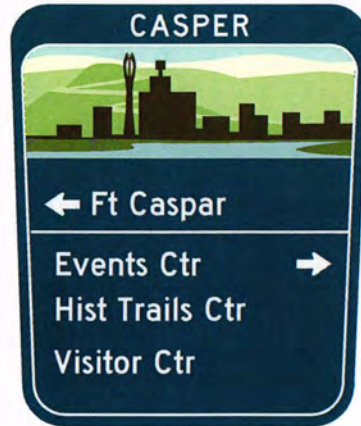 CASPER
Ft Caspar
Events Ctr
Hist Trails Ctr
Visitor Ctr